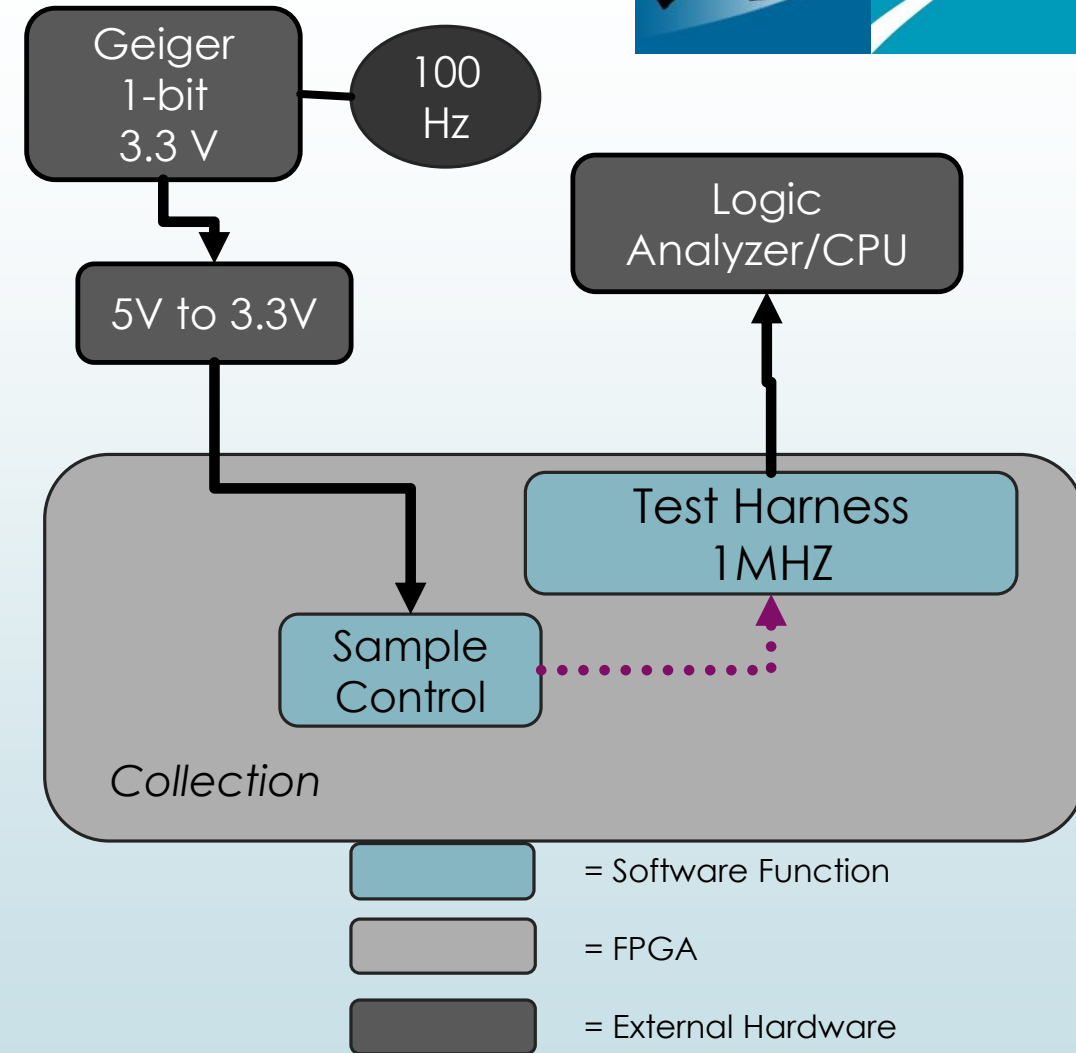 Geiger
1-bit
3.3 V
100
Hz
Logic
Analyzer/CPU
5V to 3.3V
Test Harness
1MHZ
Sample
Control
Collection
= Software Function
= FPGA
= External Hardware